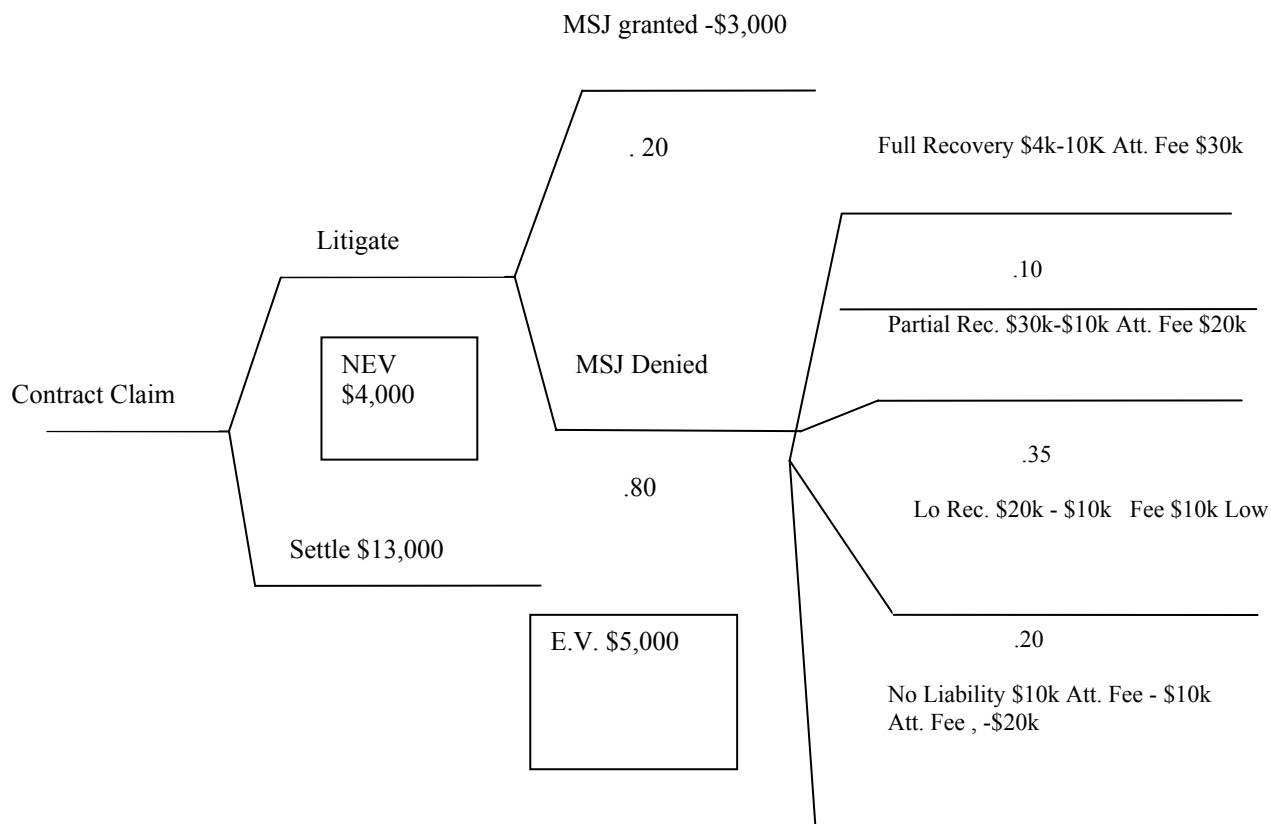 MSJ granted -$3,000
. 20
Full Recovery $4k-10K Att. Fee $30k
Litigate
.10
Partial Rec. $30k-$10k Att. Fee $20k
NEV
$4,000
MSJ Denied
Contract Claim
.35
.80
Lo Rec. $20k - $10k Fee $10k Low
Settle $13,000
E.V. $5,000
.20
No Liability $10k Att. Fee - $10k
Att. Fee , -$20k